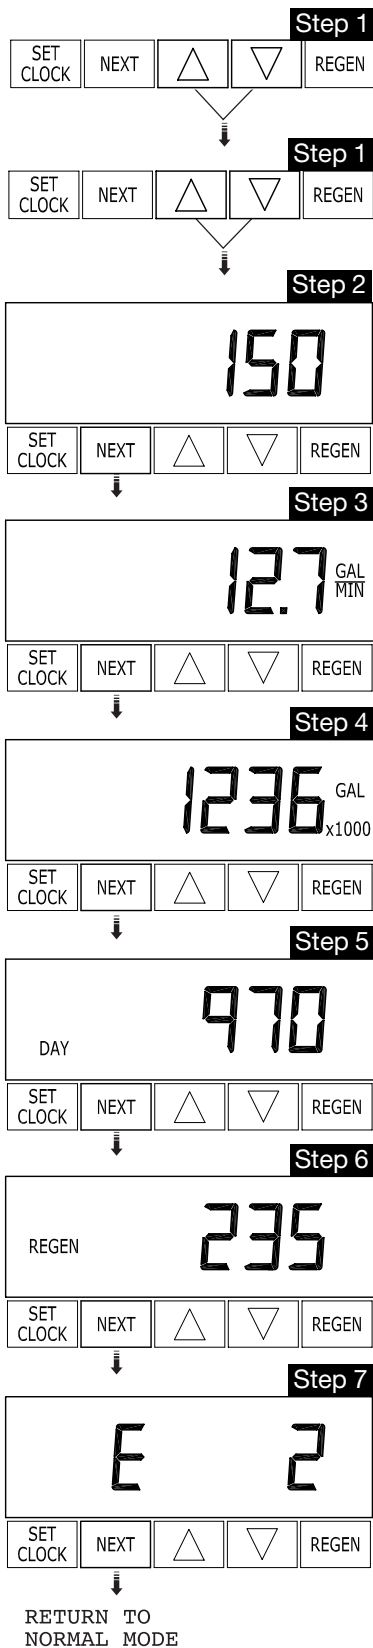 Step 1
SET CLOCK NEXT REGEN
Step 1
SET CLOCK NEXT REGEN
Step 2
150
SET CLOCK NEXT REGEN
Step 3
12.7 GAL MIN
SET CLOCK NEXT REGEN
Step 4
1236 GAL x1000
SET CLOCK NEXT REGEN
Step 5
DAY 970
SET CLOCK NEXT REGEN
Step 6
REGEN 235
SET CLOCK NEXT REGEN
Step 7
E 2
SET CLOCK NEXT REGEN
RETURN TO
NORMAL MODE